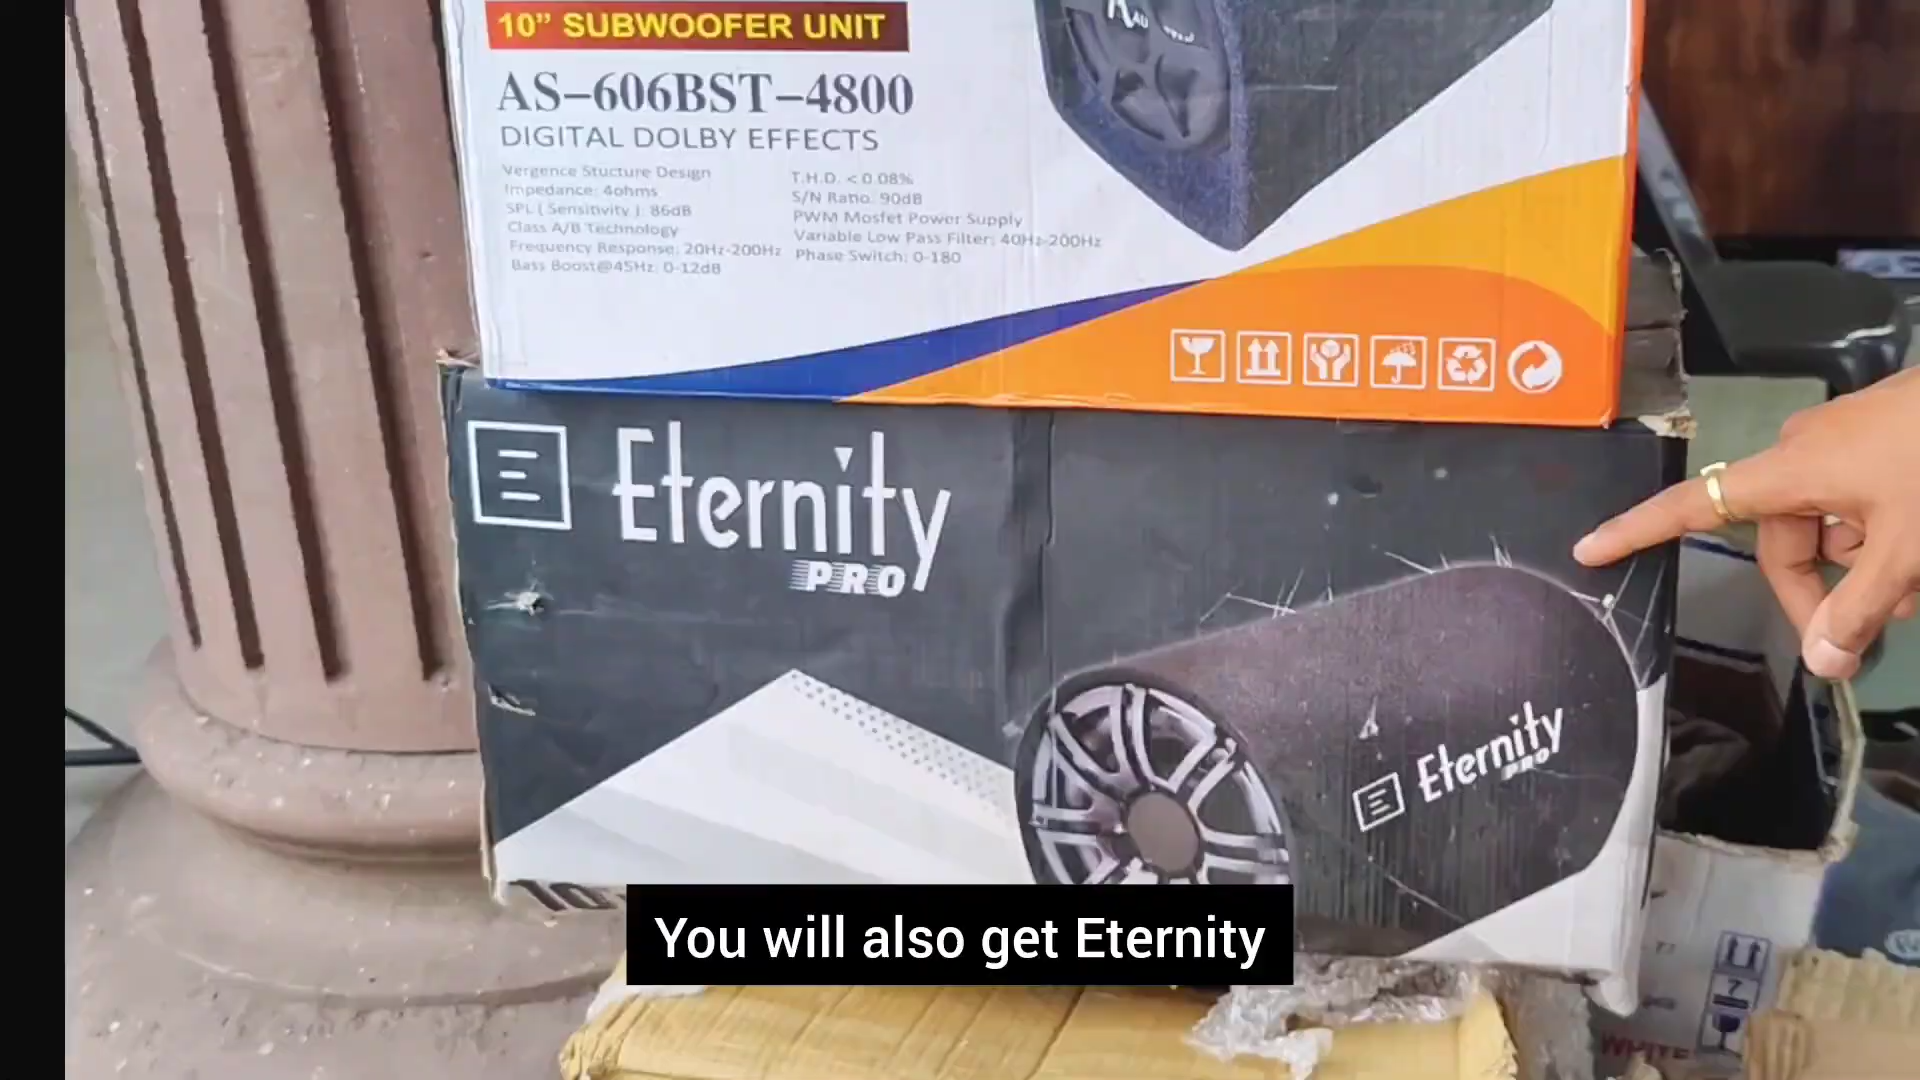 10” SUBWOOFER UNIT
AS-606BST-4800
DIGITAL DOLBY EFFECTS
Vergence Stucture Design
Impedance: 4ohms
SPL ( Sensitivity ): 86dB
Class A/B Technology
Frequency Response: 20Hz-200Hz
Bass Boost@45Hz: 0-12dB
T.H.D. < 0.08%
S/N Ratio: 90dB
PWM Mosfet Power Supply
Variable Low Pass Filter: 40Hz-200Hz
Phase Switch: 0-180
Eternity
PRO
Eternity
PRO
7
WHITE
You will also get Eternity